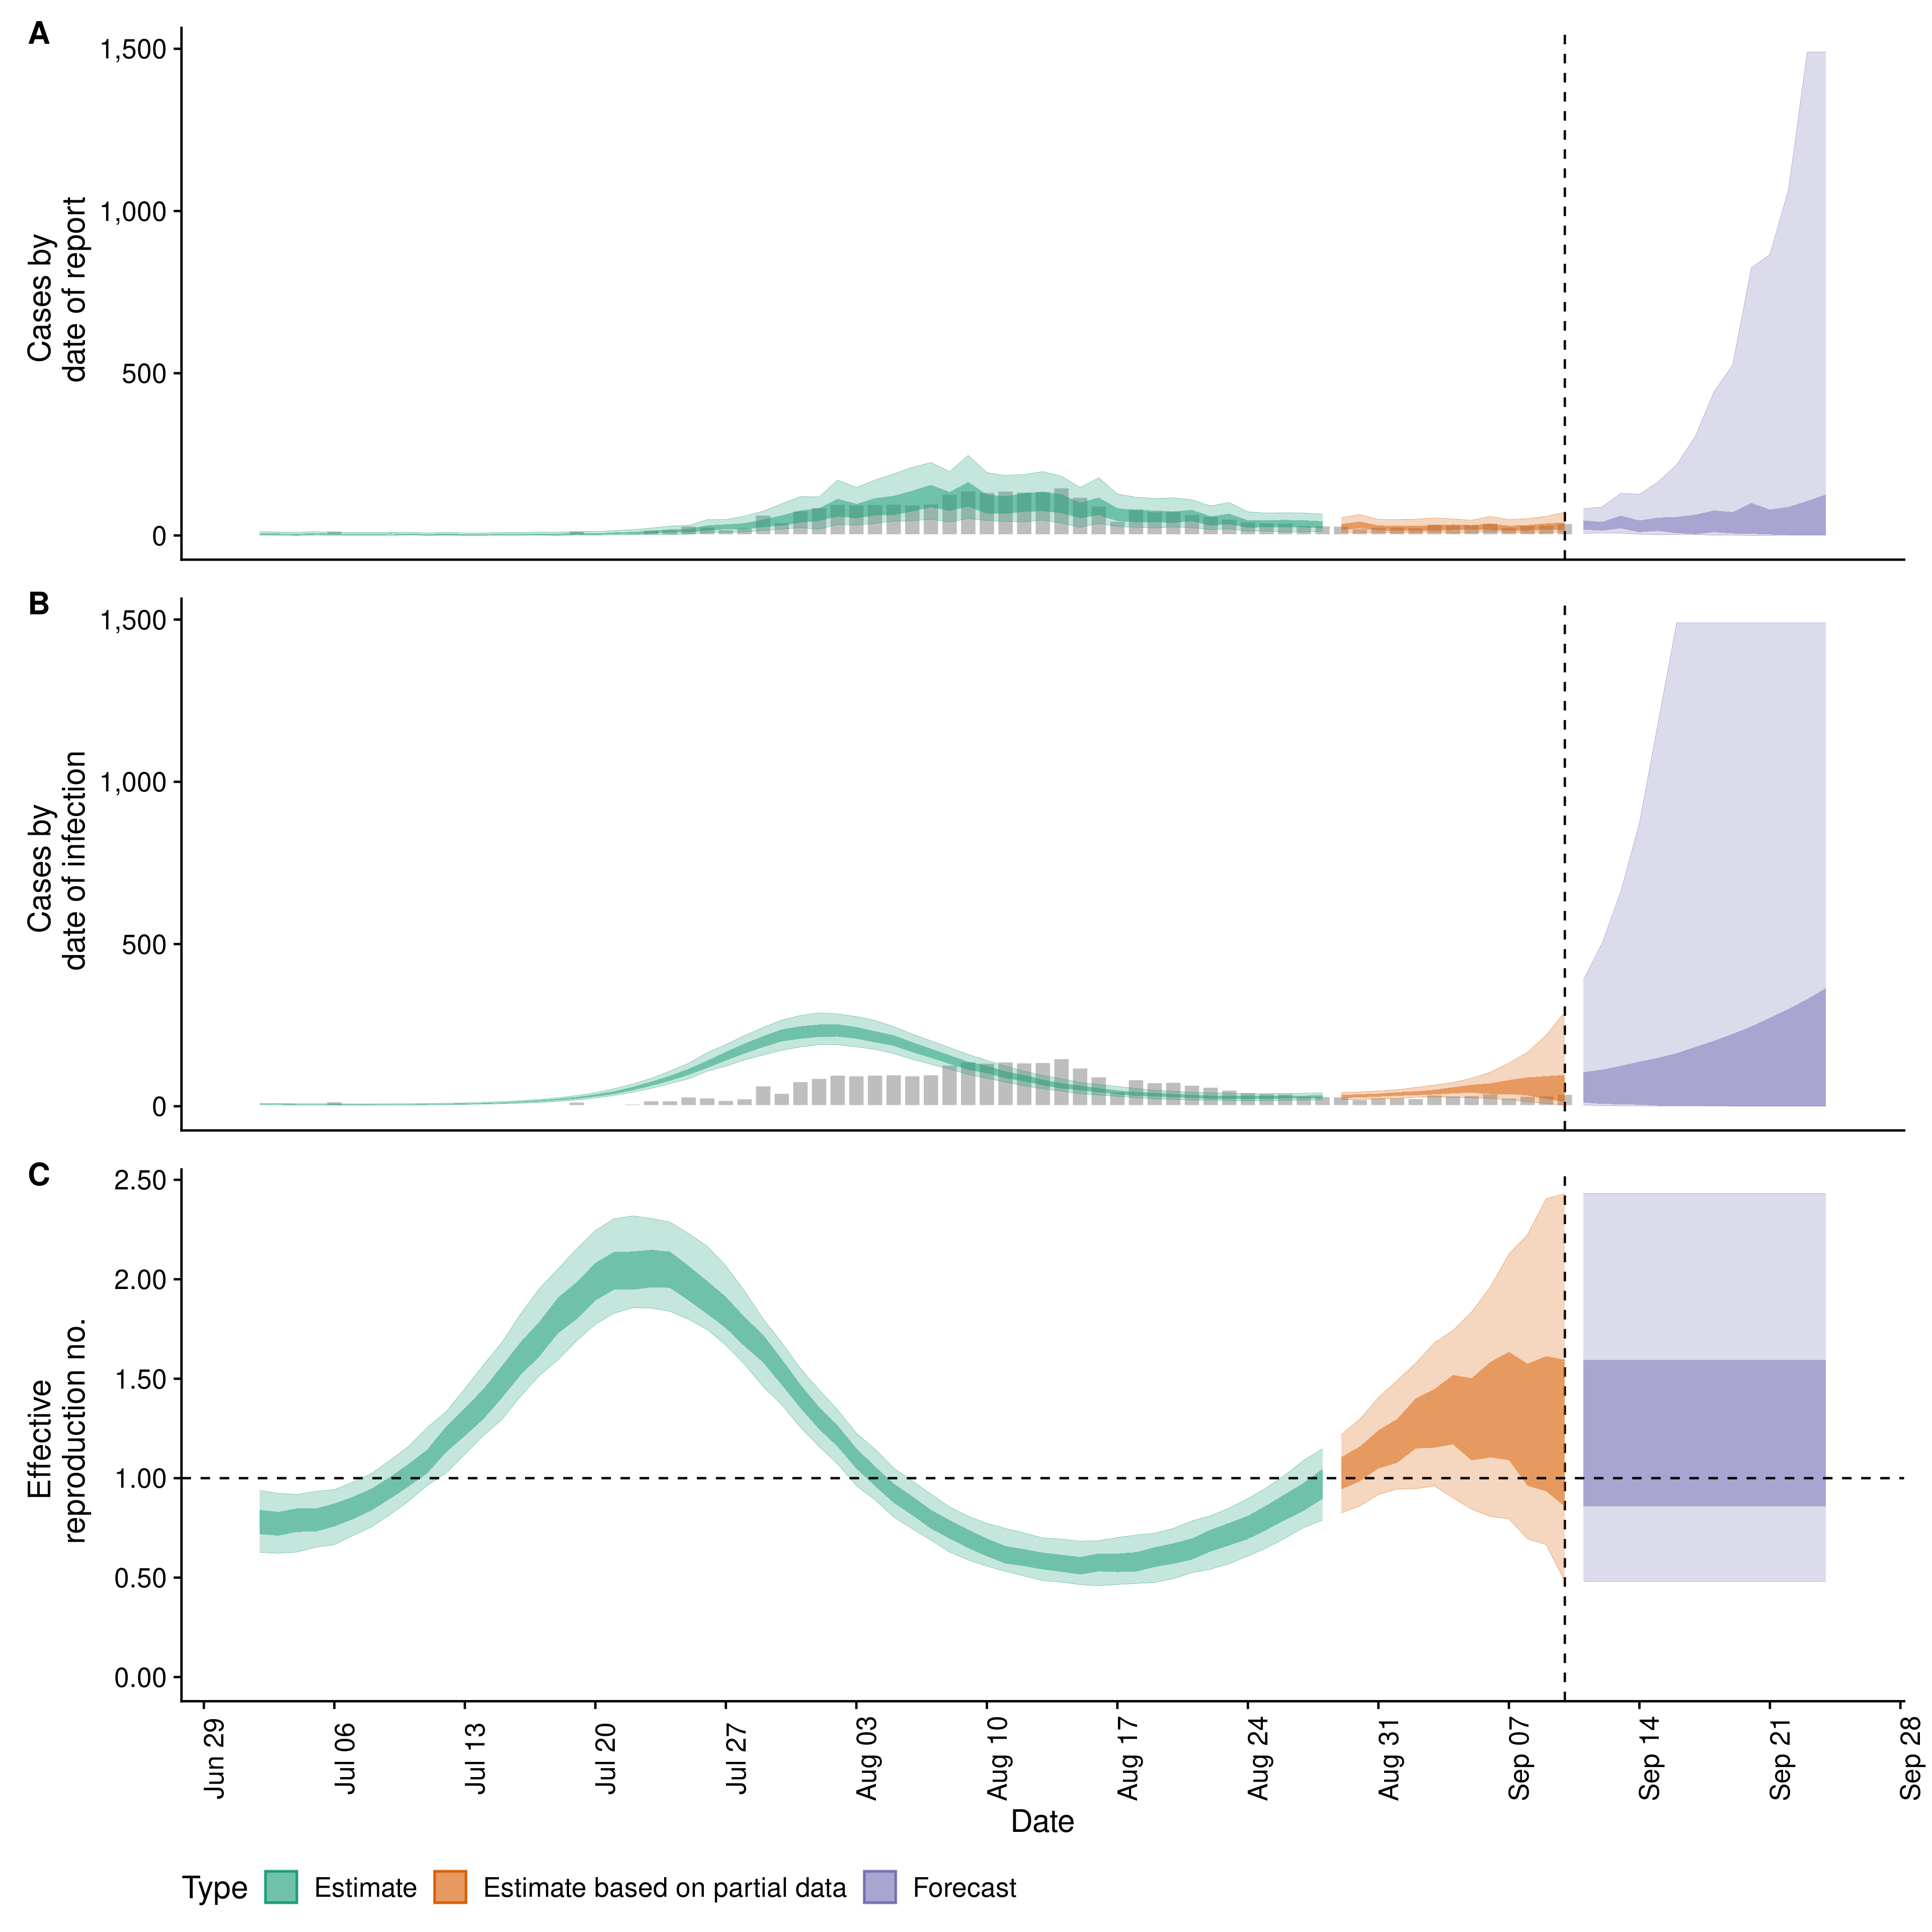 A
Cases by
date of report
1,500
1,000
500
0
B
Cases by
date of infection
1,500
1,000
500
0
C
Effective
reproduction no.
2.50
2.00
1.50
1.00
0.50
0.00
Jun 29
Jul 06
Jul 13
Jul 20
Jul 27
Aug 03
Aug 10
Aug 17
Aug 24
Aug 31
Sep 07
Sep 14
Sep 21
Sep 28
Date
Type Estimate Estimate based on partial data Forecast